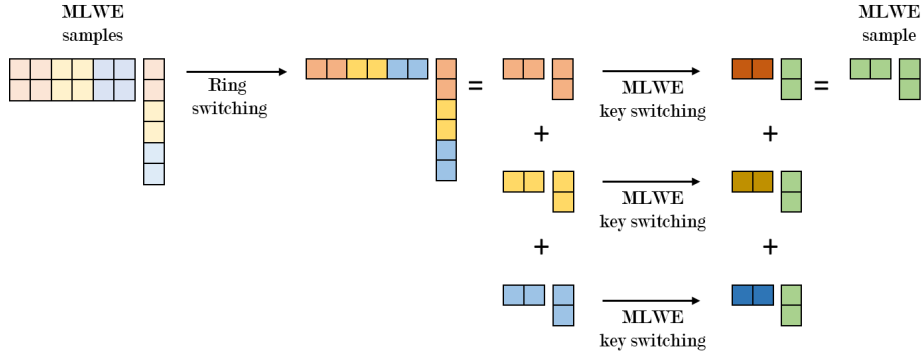 MLWE
samples
Ring
switching
=
MLWE
key switching
=
MLWE
sample
+
+
MLWE
key switching
+
+
MLWE
key switching